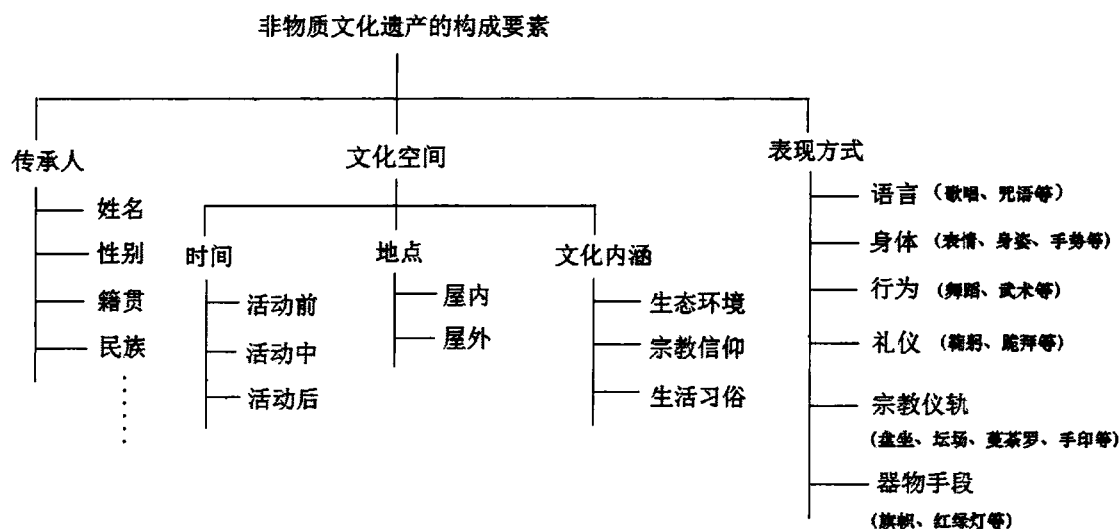 非物质文化遗产的构成要素
传承人
文化空间
表现方式
姓名
性别
籍贯
民族
······
时间
活动前
活动中
活动后
地点
屋内
屋外
文化内涵
生态环境
宗教信仰
生活习俗
语言（歌唱、咒语等）
身体（表情、身姿、手势等）
行为（舞蹈、武术等）
礼仪（鞠躬、跪拜等）
宗教仪轨
(盘坐、坛场、蔓荼罗、手印等)
器物手段
(旗帜、红绿灯等)